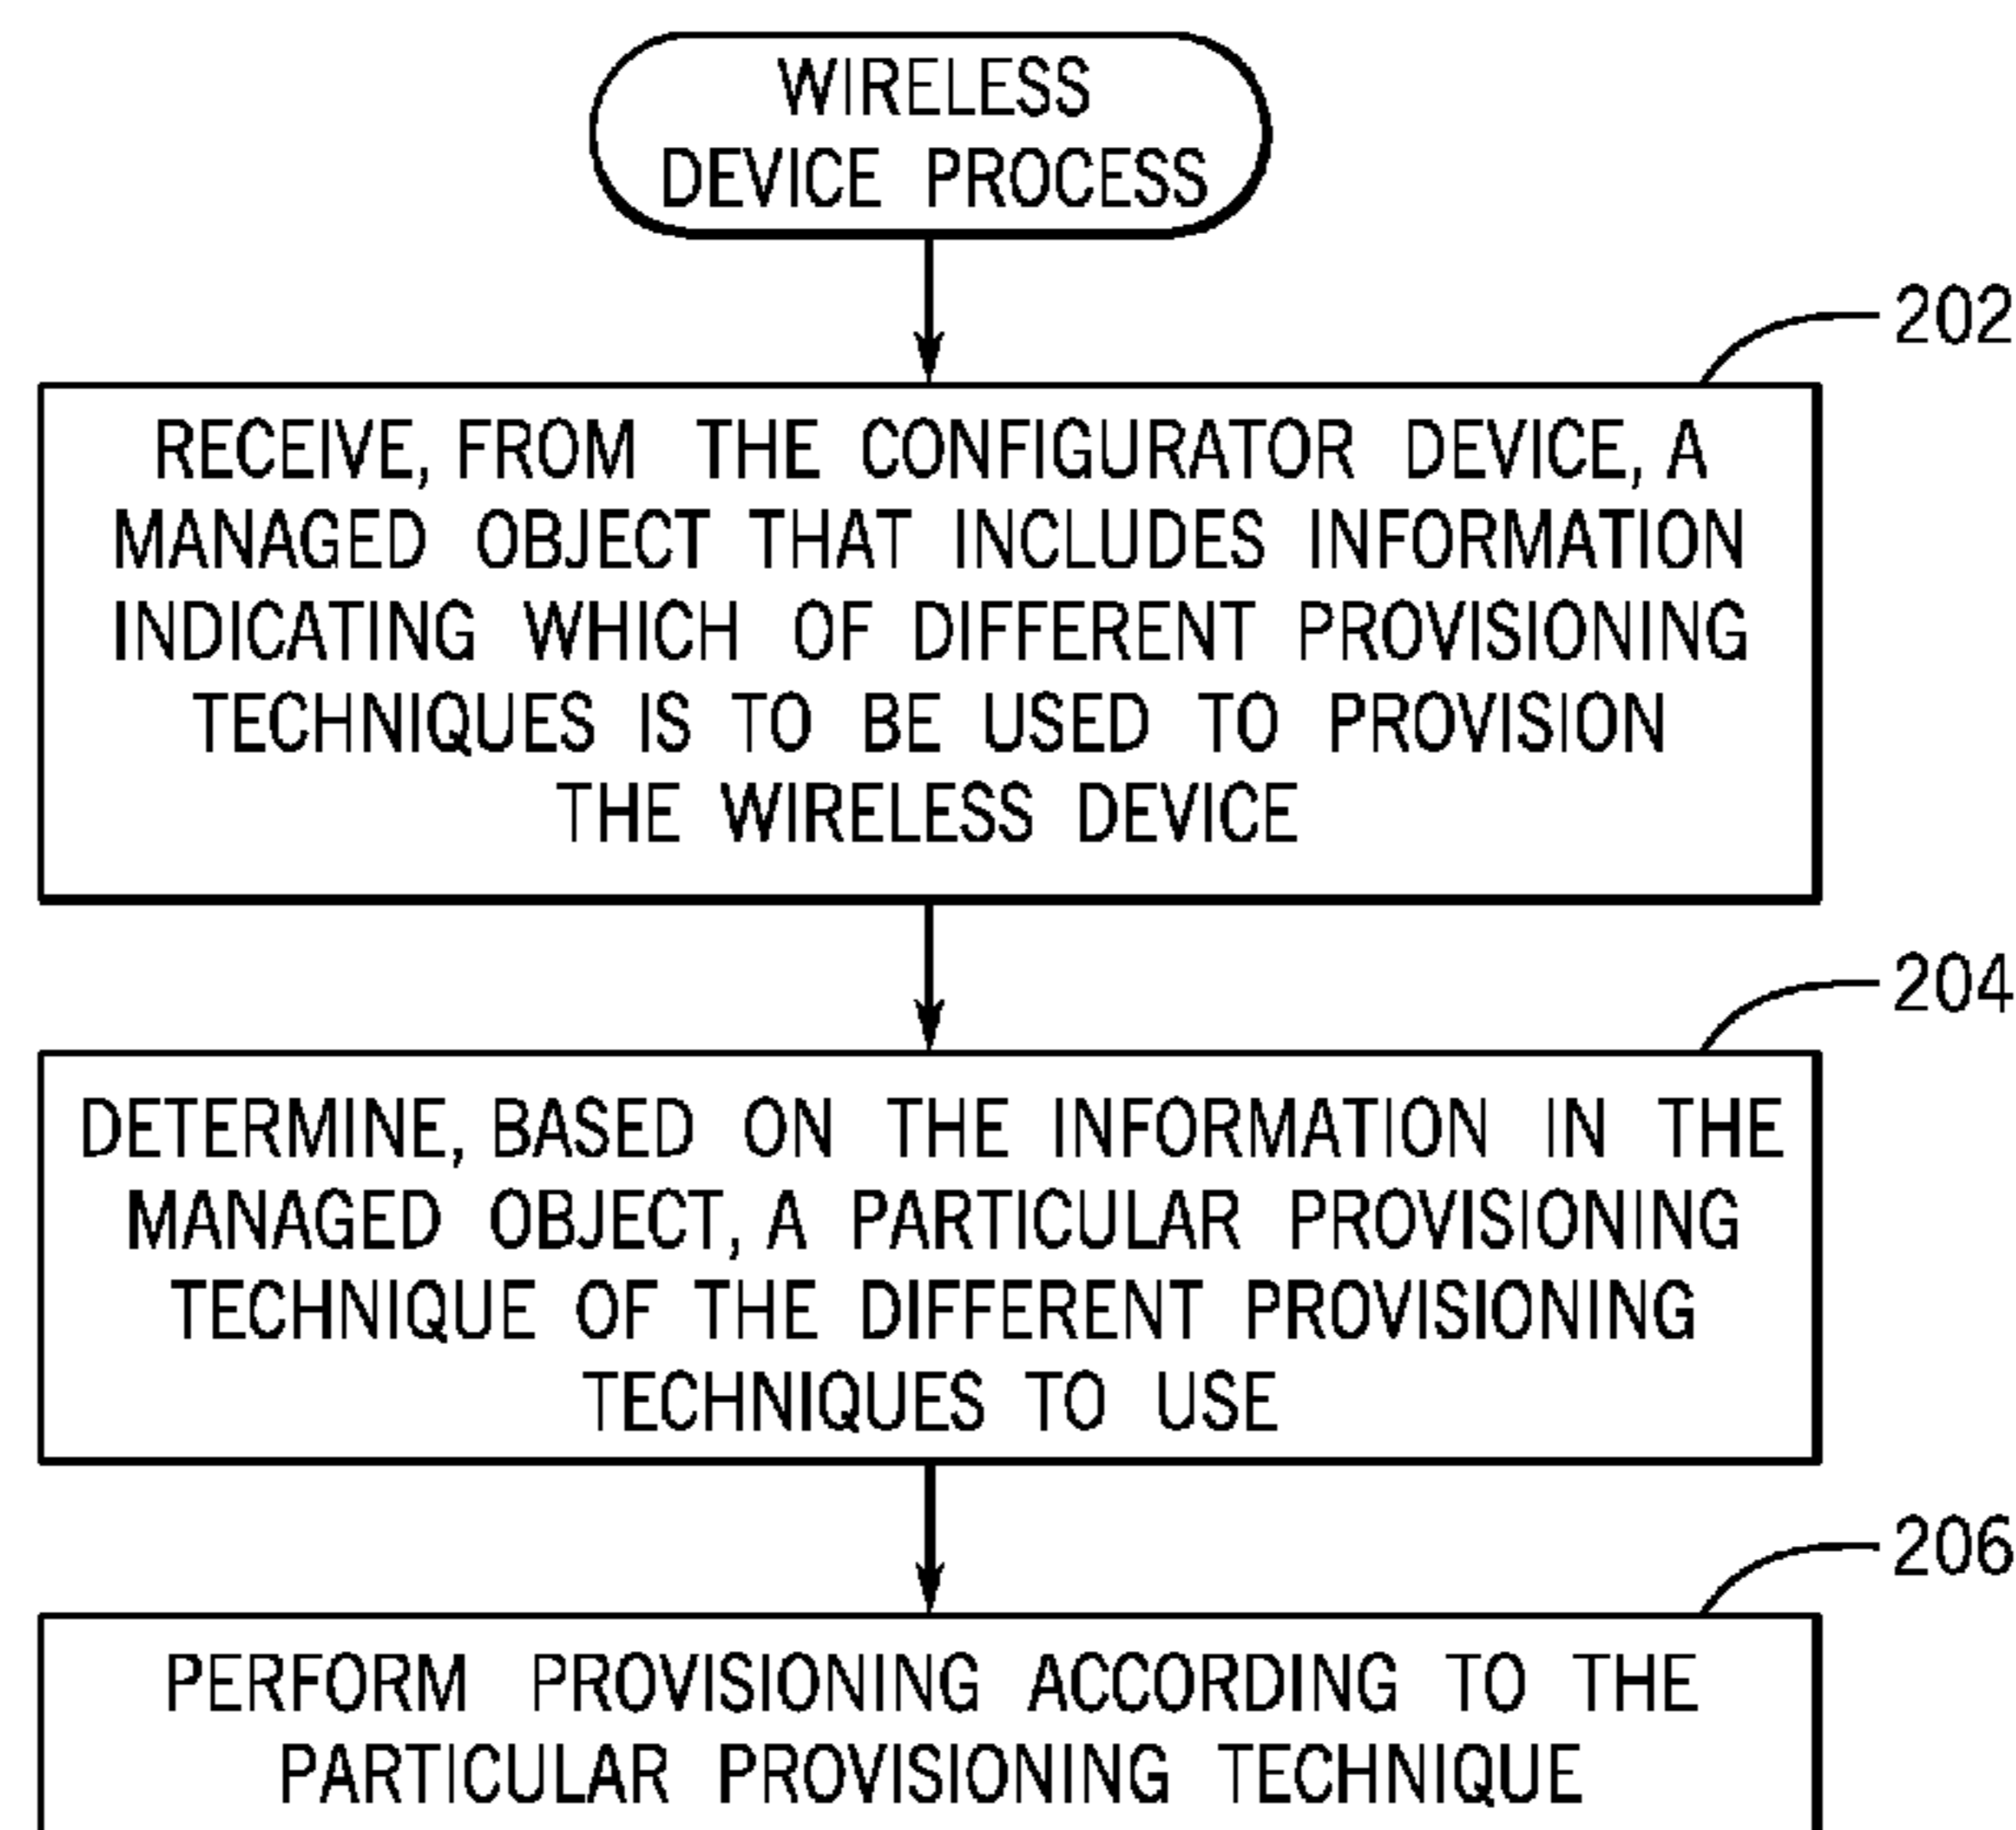 WIRELESS
DEVICE PROCESS
202
RECEIVE, FROM THE CONFIGURATOR DEVICE, A
MANAGED OBJECT THAT INCLUDES INFORMATION
INDICATING WHICH OF DIFFERENT PROVISIONING
TECHNIQUES IS TO BE USED TO PROVISION
THE WIRELESS DEVICE
204
DETERMINE, BASED ON THE INFORMATION IN THE
MANAGED OBJECT, A PARTICULAR PROVISIONING
TECHNIQUE OF THE DIFFERENT PROVISIONING
TECHNIQUES TO USE
206
PERFORM PROVISIONING ACCORDING TO THE
PARTICULAR PROVISIONING TECHNIQUE